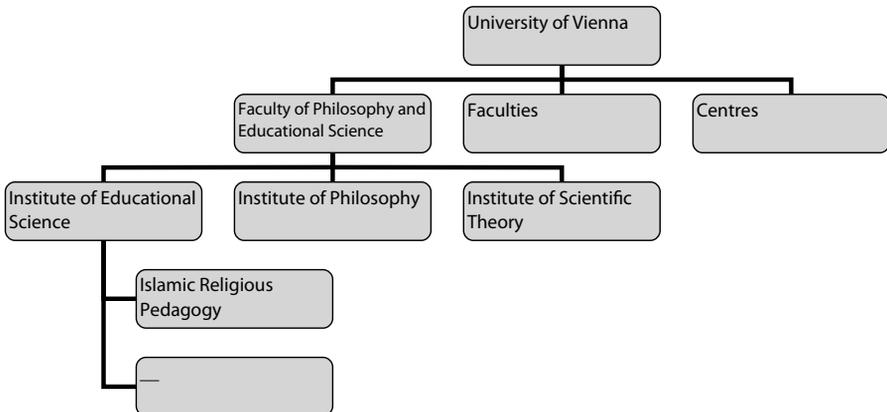 University of Vienna
Faculty of Philosophy and
Educational Science
Faculties
Centres
Institute of Educational
Science
Institute of Philosophy
Institute of Scientific
Theory
Islamic Religious
Pedagogy
—